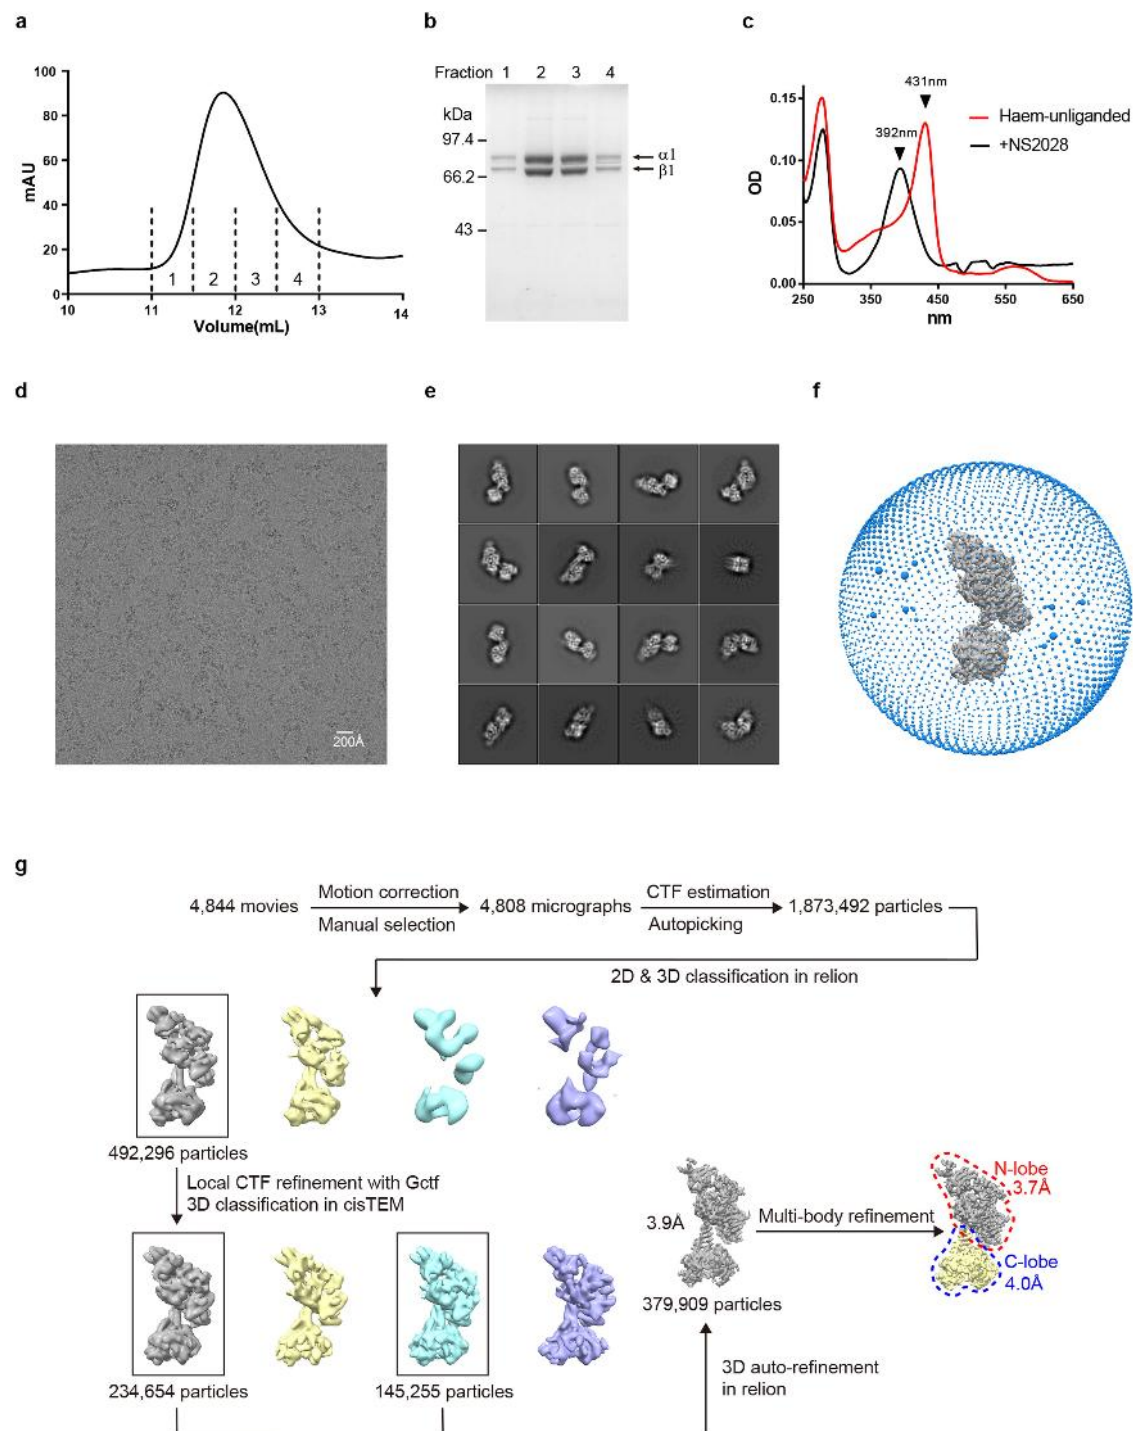 a
100
80
60
40
20
0
mAU
1 2 3 4
10 11 12 13 14
Volume(mL)
b
Fraction 1 2 3 4
kDa
97.4
66.2
43
α1
β1
c
431nm
392nm
Haem-unliganded
+NS2028
0.15
0.10
0.05
0.00
OD
250 350 450 550 650
nm
d
200Å
e
f
g
4,844 movies
Motion correction
Manual selection
4,808 micrographs
CTF estimation
Autopicking
1,873,492 particles
2D & 3D classification in relion
492,296 particles
Local CTF refinement with Gctf
3D classification in cisTEM
234,654 particles
145,255 particles
3D auto-refinement
in relion
3.9Å
379,909 particles
Multi-body refinement
N-lobe
3.7Å
C-lobe
4.0Å